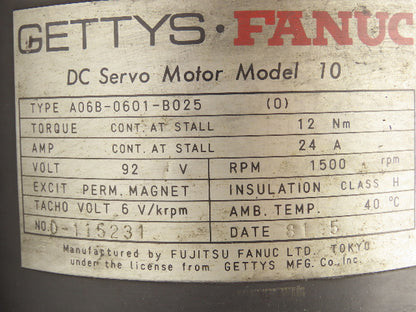 GETTYS · FANUC
DC Servo Motor Model 10
TYPE A06B-0601-B025 (0)
TORQUE CONT. AT STALL 12 Nm
AMP CONT. AT STALL 24 A
VOLT 92 V RPM 1500 rpm
EXCIT PERM. MAGNET INSULATION CLASS H
TACHO VOLT 6 V/krpm AMB. TEMP. 40 °C
NO. D-115231 DATE 81.5
Manufactured by FUJITSU FANUC LTD. TOKYO
under the license from GETTYS MFG. Co., Inc.